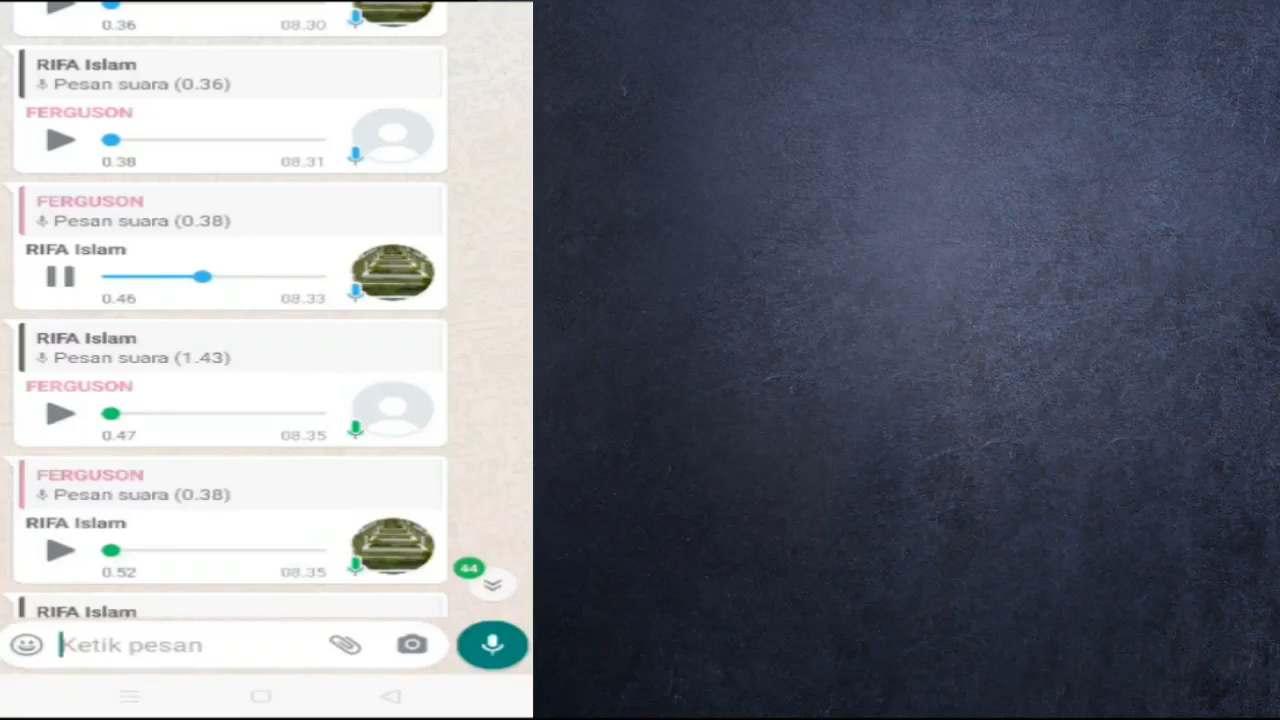 0.36 08.30
RIFA Islam
Pesan suara (0.36)
FERGUSON
0.38 08.31
FERGUSON
Pesan suara (0.38)
RIFA Islam
0.46 08.33
RIFA Islam
Pesan suara (1.43)
FERGUSON
0.47 08.35
FERGUSON
Pesan suara (0.38)
RIFA Islam
0.52 08.35
44
RIFA Islam
Ketik pesan